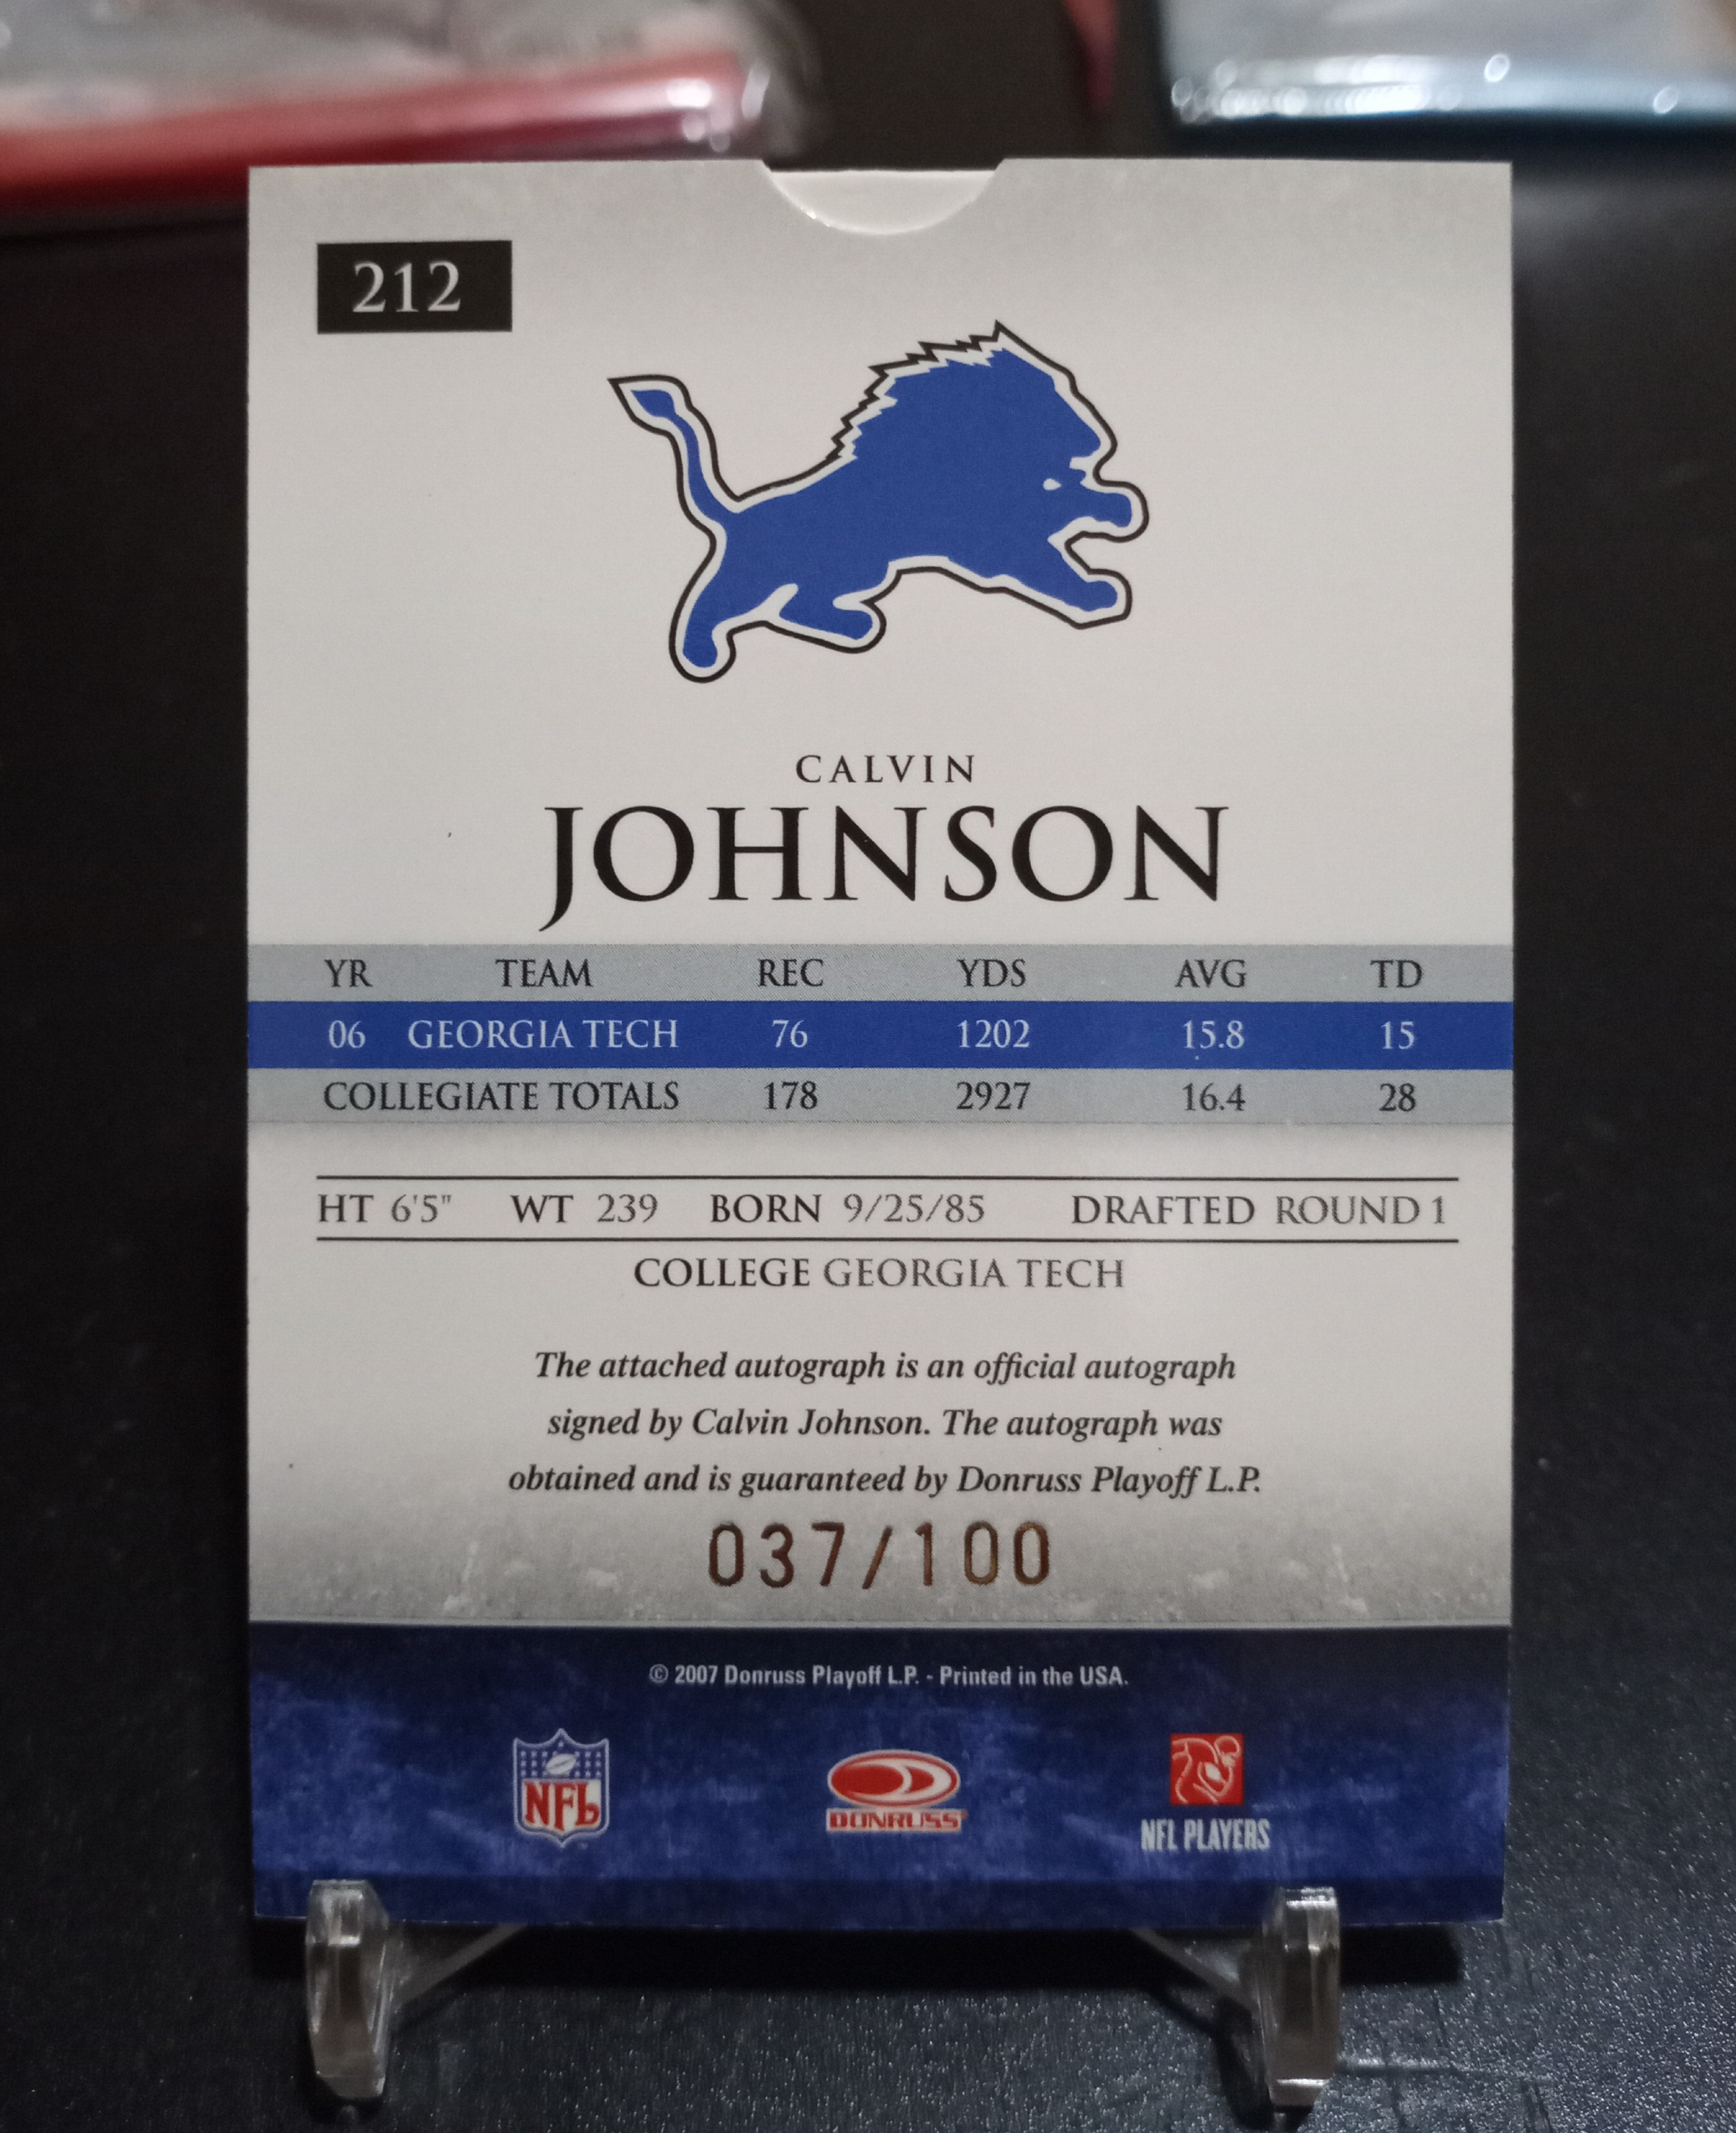 212
CALVIN
JOHNSON
YR TEAM REC YDS AVG TD
06 GEORGIA TECH 76 1202 15.8 15
COLLEGIATE TOTALS 178 2927 16.4 28
HT 6'5" WT 239 BORN 9/25/85 DRAFTED ROUND 1
COLLEGE GEORGIA TECH
The attached autograph is an official autograph
signed by Calvin Johnson. The autograph was
obtained and is guaranteed by Donruss Playoff L.P.
037/100
© 2007 Donruss Playoff L.P. - Printed in the USA.
NFL
DONRUSS
NFL PLAYERS